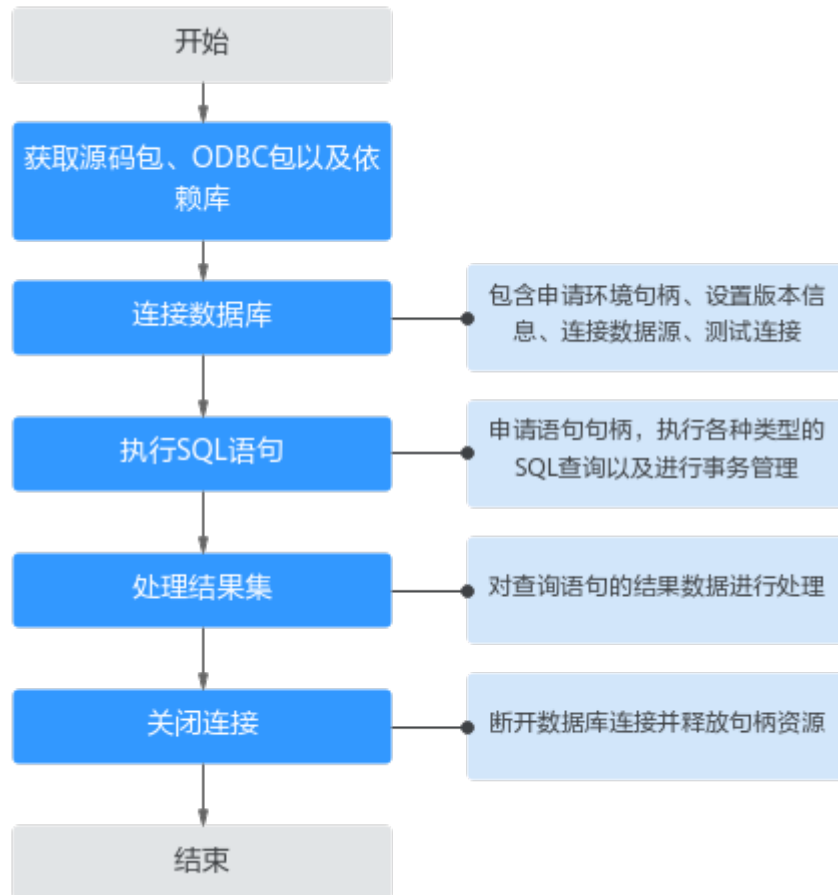 开始
获取源码包、ODBC包以及依
赖库
连接数据库
包含申请环境句柄、设置版本信
息、连接数据源、测试连接
执行SQL语句
申请语句句柄，执行各种类型的
SQL查询以及进行事务管理
处理结果集
对查询语句的结果数据进行处理
关闭连接
断开数据库连接并释放句柄资源
结束